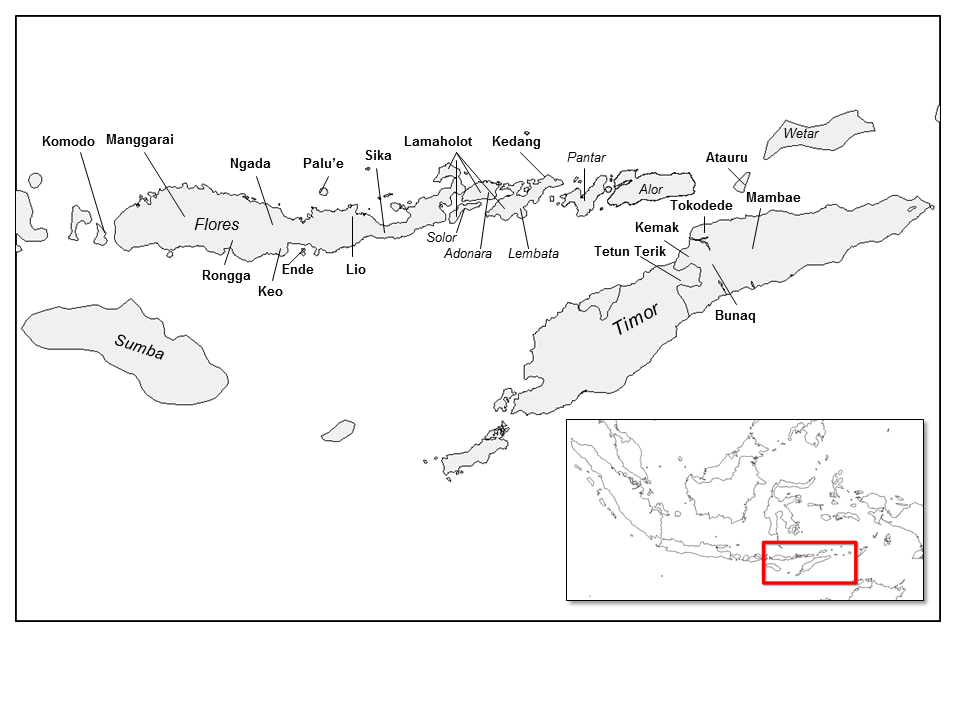 Wetar
Komodo
Manggarai
Lamaholot
Kedang
Sika
Pantar
Atauru
Ngada
Palu'e
Alor
Mambae
Tokodede
Flores
Kemak
Solor
Adonara
Lembata
Tetun Terik
Rongga
Ende
Lio
Keo
Timor
Bunaq
Sumba